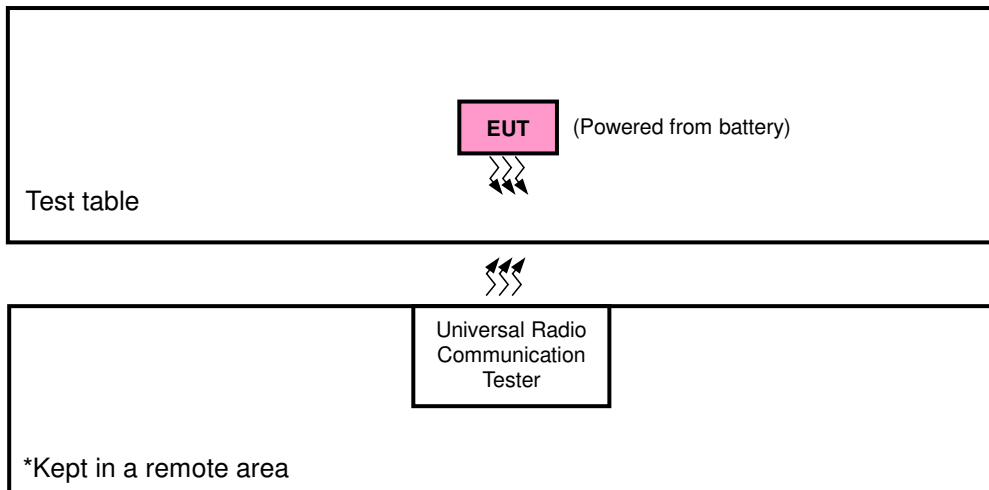 EUT (Powered from battery)
Test table
Universal Radio
Communication
Tester
*Kept in a remote area